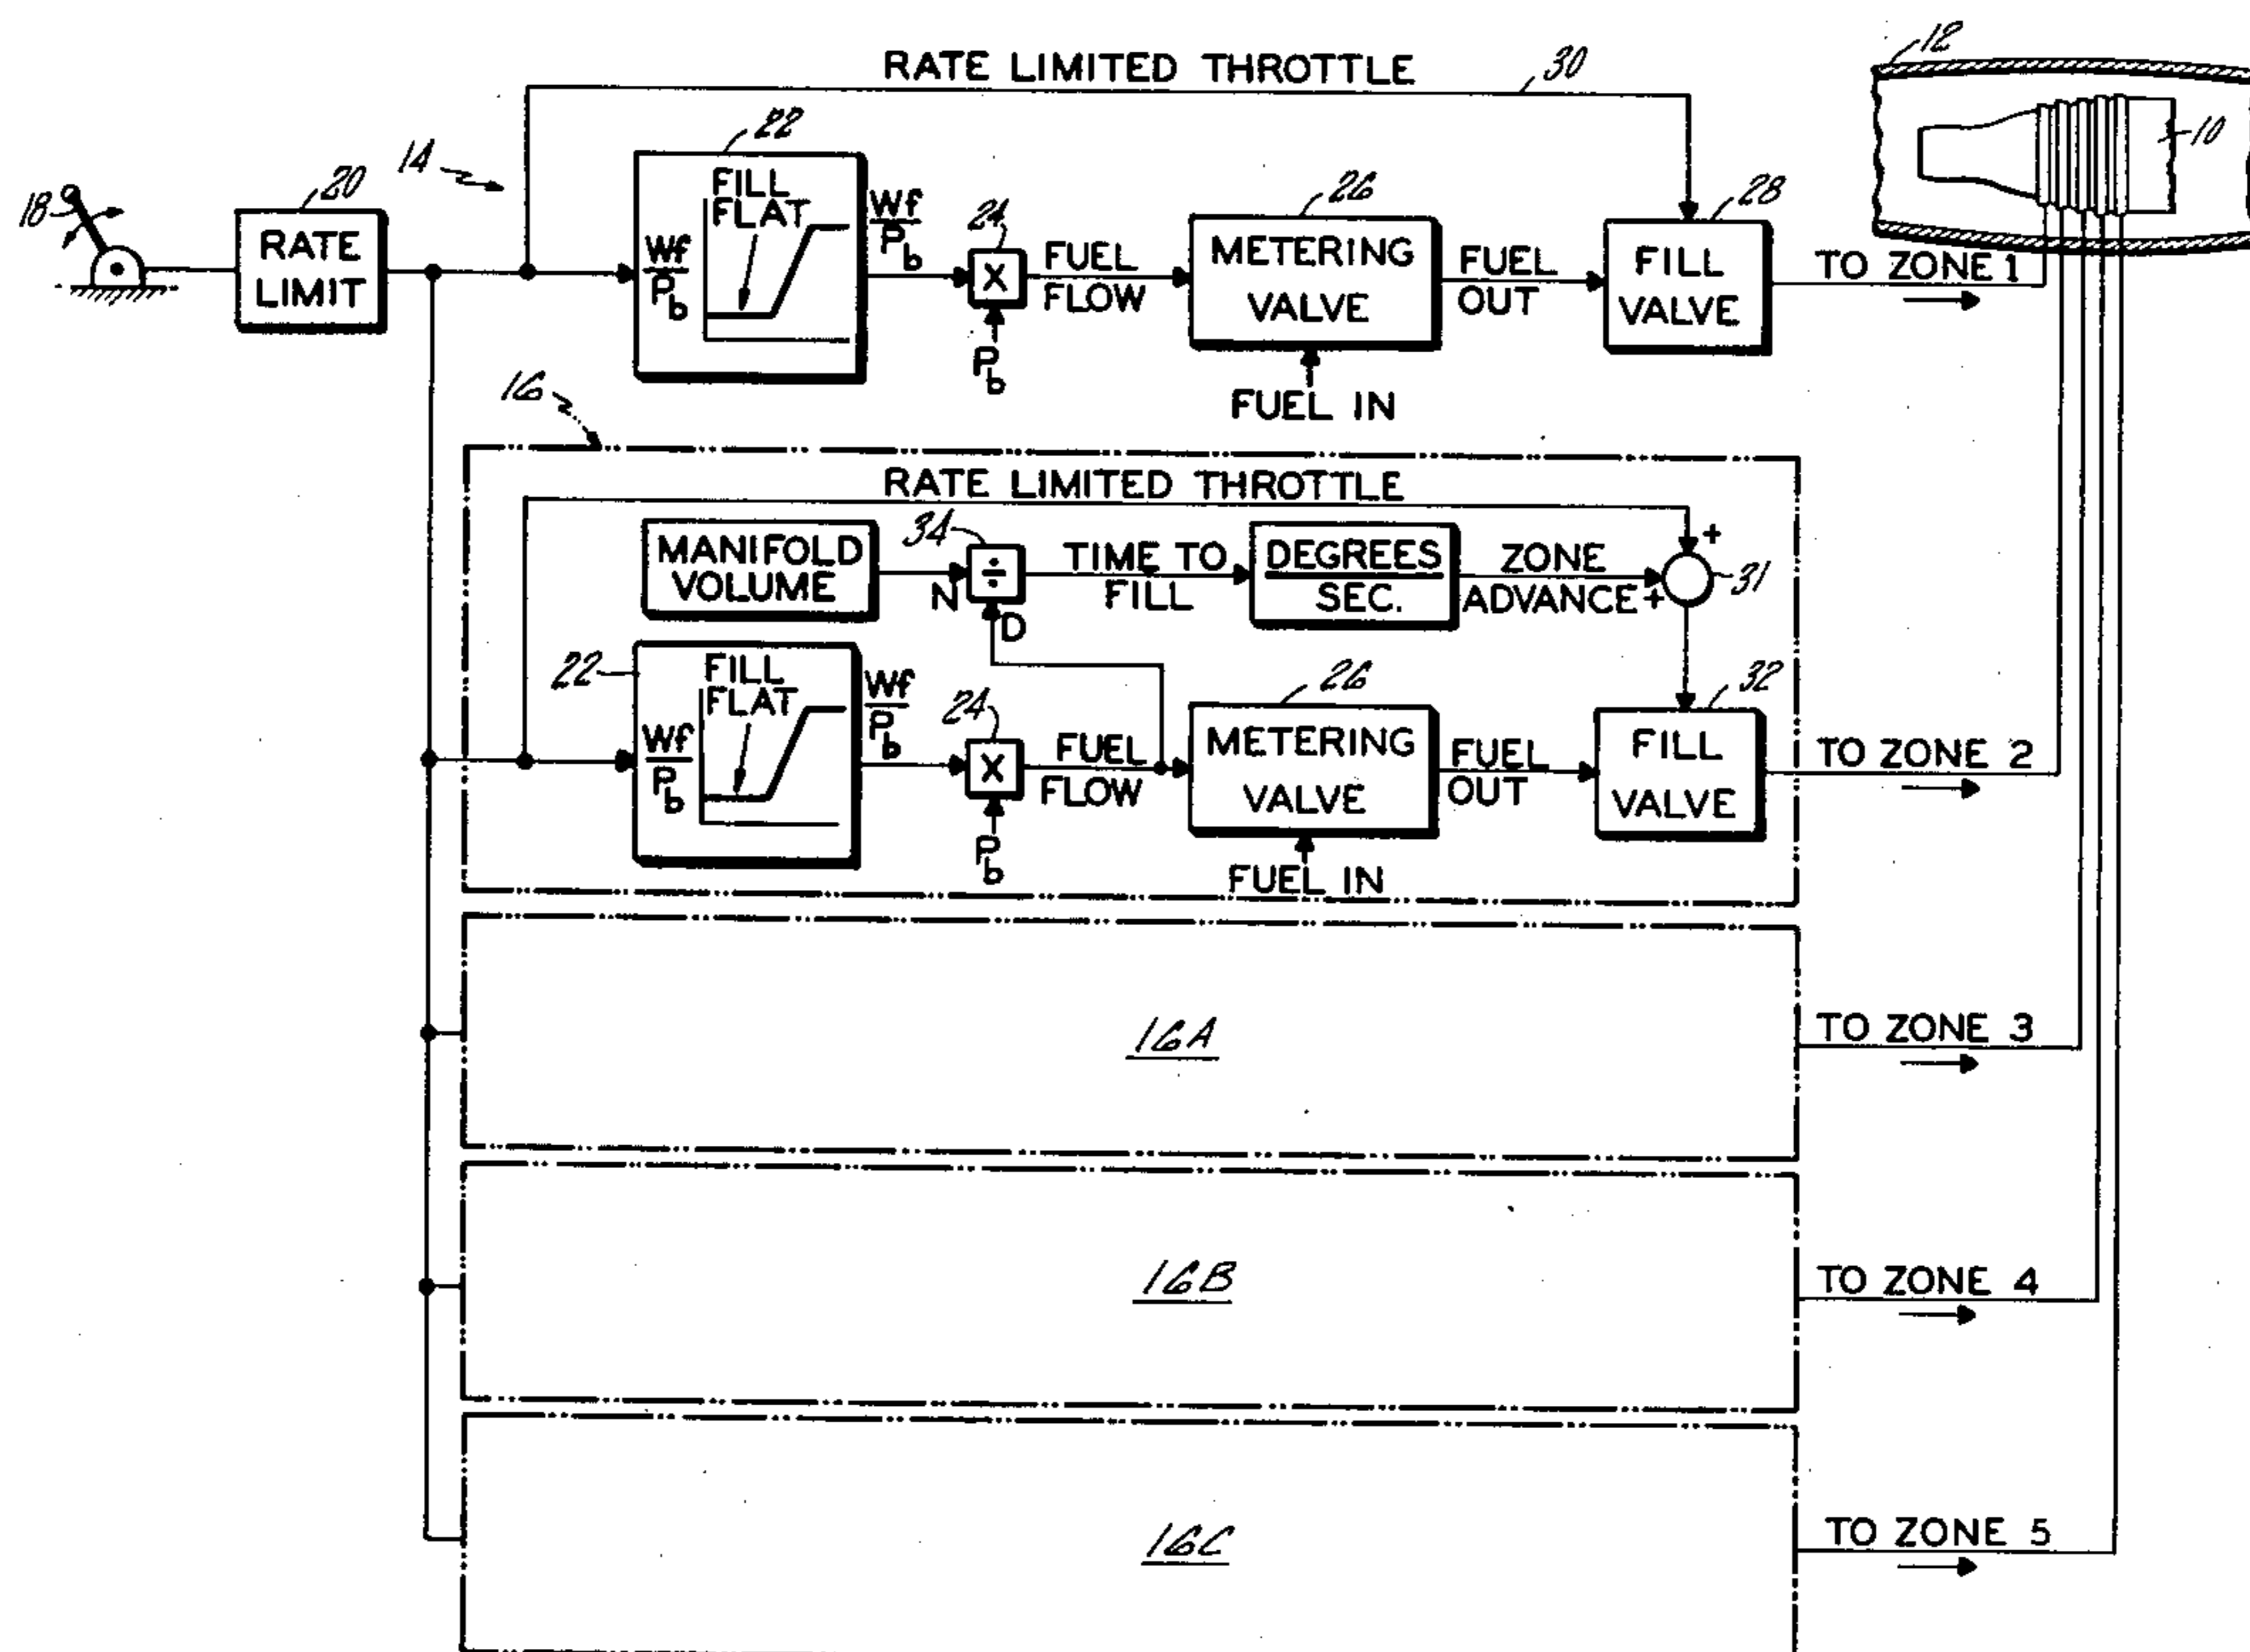 RATE LIMITED THROTTLE
30
12
10
14
22
18
20
RATE
LIMIT
Wf
Pb
FILL
FLAT
Wf
Pb
24
X
Pb
FUEL
FLOW
26
METERING
VALVE
FUEL IN
FUEL
OUT
28
FILL
VALVE
TO ZONE 1
16
RATE LIMITED THROTTLE
MANIFOLD
VOLUME
N
34
÷
D
TIME TO
FILL
DEGREES
SEC.
ZONE
ADVANCE
+
+
31
22
Wf
Pb
FILL
FLAT
Wf
Pb
24
X
Pb
FUEL
FLOW
26
METERING
VALVE
FUEL IN
FUEL
OUT
32
FILL
VALVE
TO ZONE 2
16A
TO ZONE 3
16B
TO ZONE 4
16C
TO ZONE 5